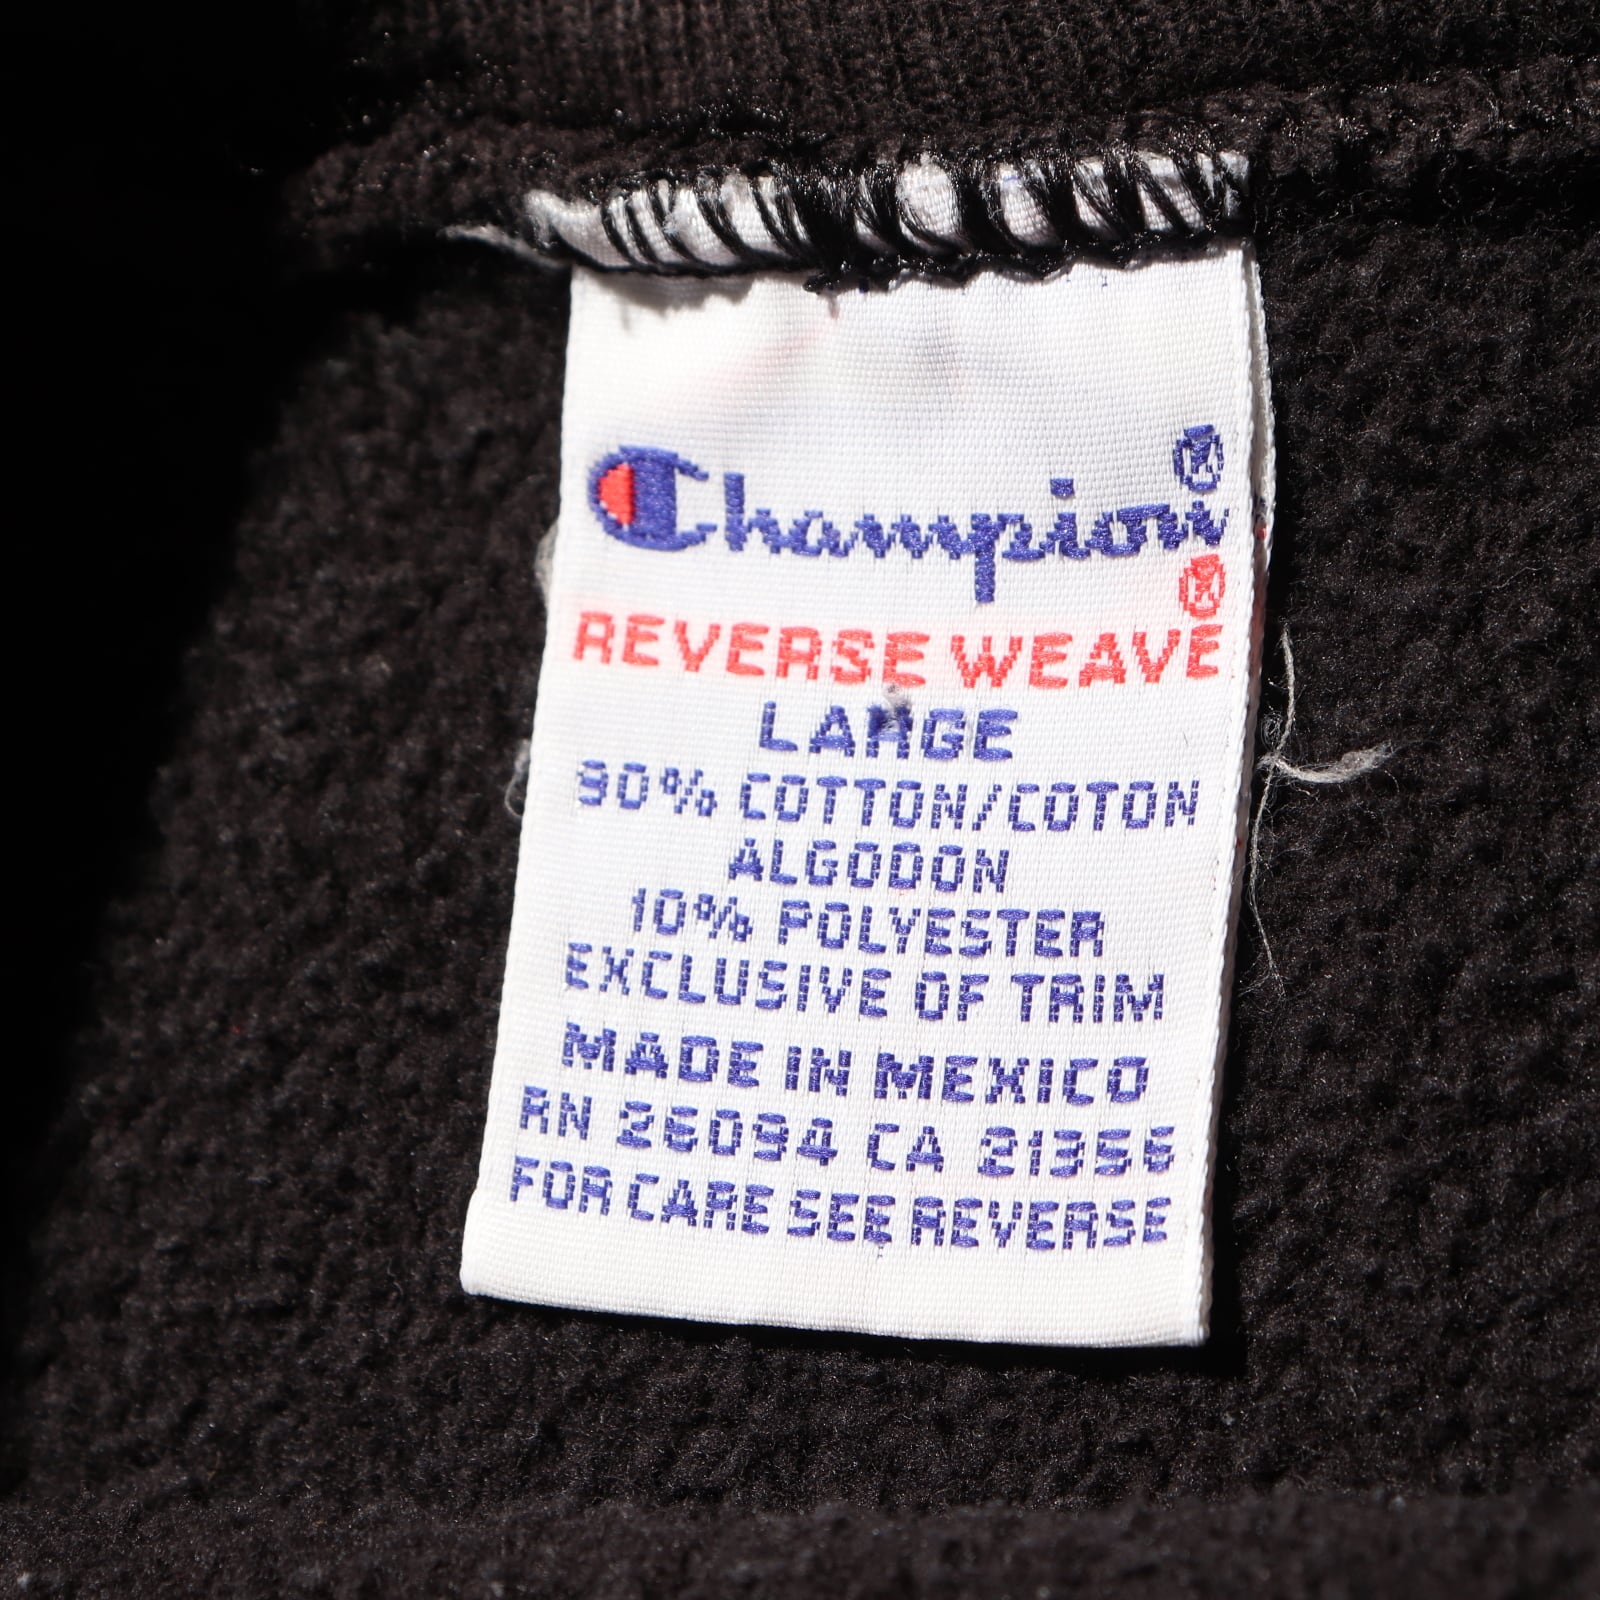 Champion®
REVERSE WEAVE®
LARGE
90% COTTON/COTON
ALGODON
10% POLYESTER
EXCLUSIVE OF TRIM
MADE IN MEXICO
RN 26094 CA 21356
FOR CARE SEE REVERSE